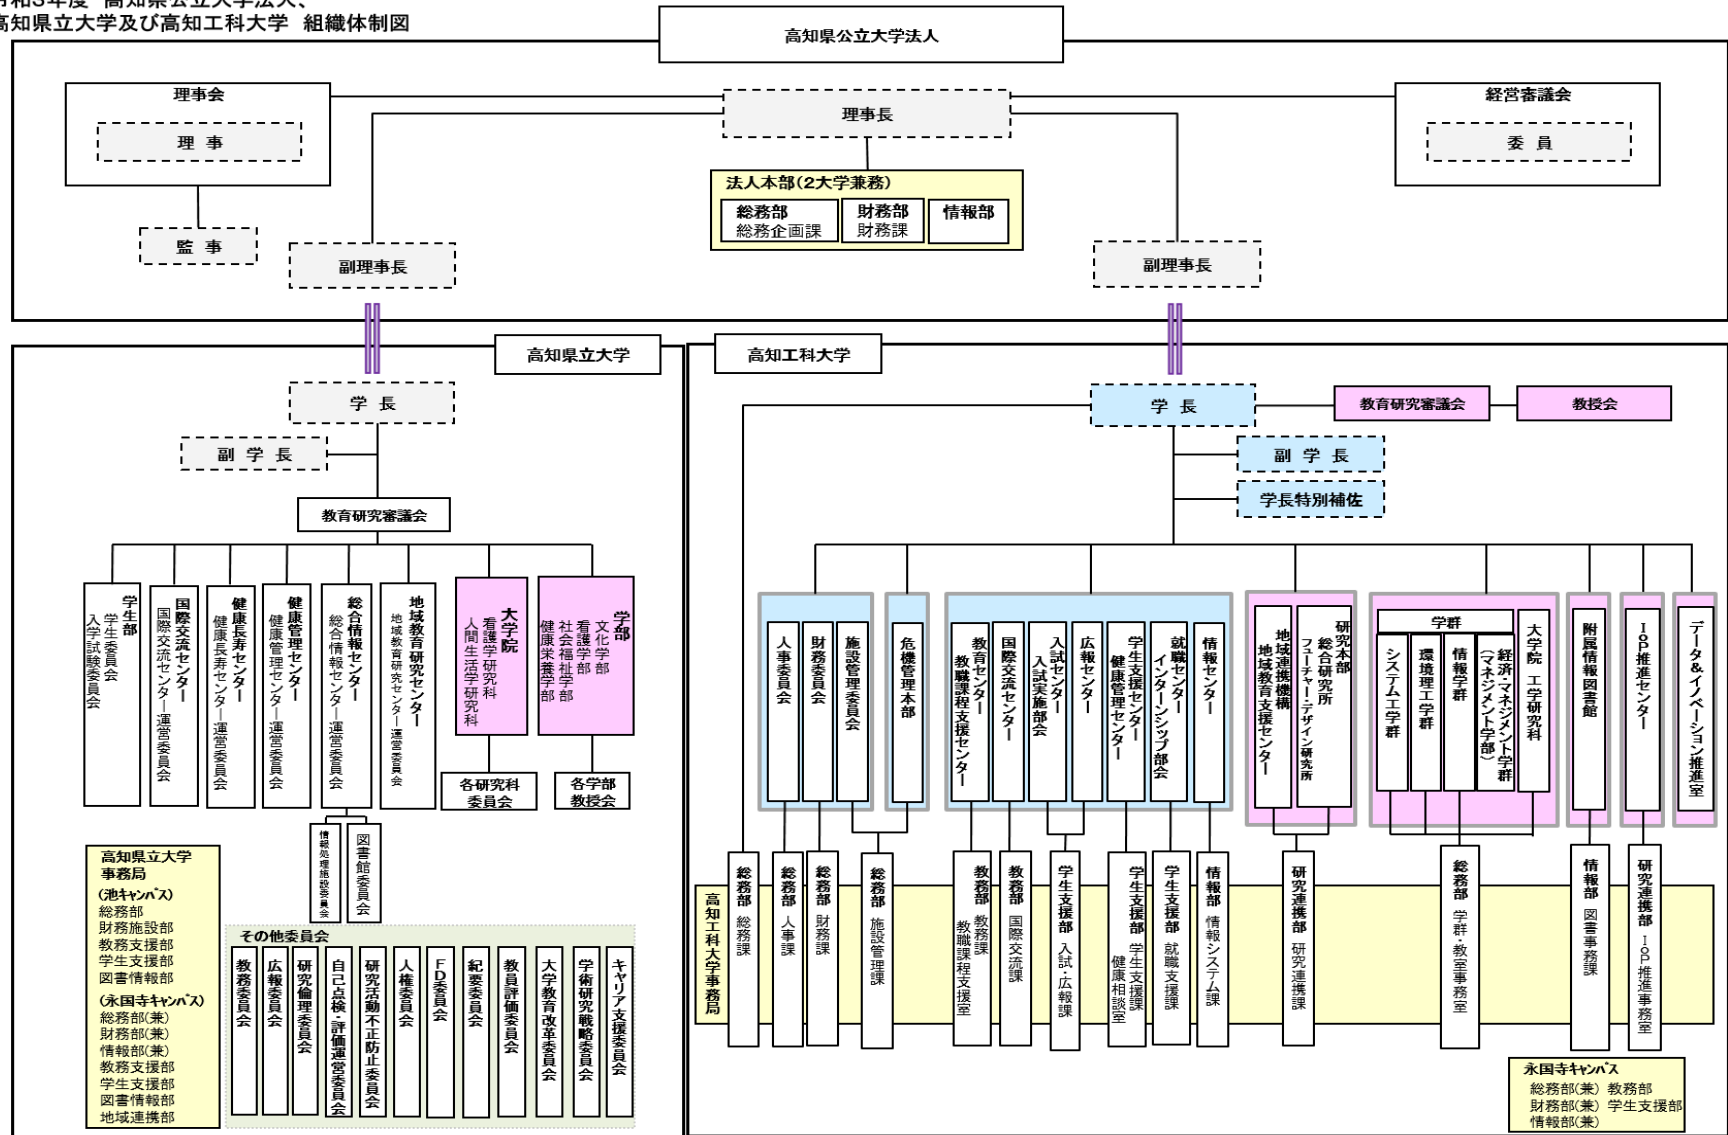 令和3年度 高知県公立大学法人、
高知県立大学及び高知工科大学 組織体制図
高知県公立大学法人
理事会
理 事
監 事
理事長
経営審議会
委 員
法人本部(2大学兼務)
総務部
総務企画課
財務部
財務課
情報部
副理事長
副理事長
高知県立大学
学 長
副 学 長
教育研究審議会
学生部
学生委員会
入学試験委員会
国際交流センター
国際交流センター運営委員会
健康長寿センター
健康長寿センター運営委員会
健康管理センター
健康管理センター運営委員会
総合情報センター
総合情報センター運営委員会
地域教育研究センター
地域教育研究センター運営委員会
大学院
看護学研究科
人間生活学研究科
学部
文化学部
看護学部
社会福祉学部
健康栄養学部
各研究科
委員会
各学部
教授会
情報処理施設委員会
図書館委員会
高知県立大学
事務局
(池キャンパス)
総務部
財務施設部
教務支援部
学生支援部
図書情報部
(永国寺キャンパス)
総務部(兼)
財務部(兼)
情報部(兼)
教務支援部
学生支援部
図書情報部
地域連携部
その他委員会
教務委員会
広報委員会
研究倫理委員会
自己点検・評価運営委員会
研究活動不正防止委員会
人権委員会
FD委員会
紀要委員会
教員評価委員会
大学教育改革委員会
学術研究戦略委員会
キャリア支援委員会
高知工科大学
学 長
教育研究審議会
教授会
副 学 長
学長特別補佐
人事委員会
財務委員会
施設管理委員会
危機管理本部
教育センター
教職課程支援センター
国際交流センター
入試センター
入試実施部会
広報センター
学生支援センター
健康管理センター
就職センター
インターンシップ部会
情報センター
地域連携機構
地域教育支援センター
研究本部
総合研究所
フューチャー・デザイン研究所
学群
システム工学群
環境理工学群
情報学群
経済・マネジメント学群
(マネジメント学部)
大学院 工学研究科
附属情報図書館
IoP推進センター
データ&イノベーション推進室
高知工科大学事務局
総務部 総務課
総務部 人事課
総務部 財務課
総務部 施設管理課
教務部 教務課
教職課程支援室
教務部 国際交流課
学生支援部 入試・広報課
学生支援部 学生支援課
健康相談室
学生支援部 就職支援課
情報部 情報システム課
研究連携部 研究連携課
総務部 学群・教室事務室
情報部 図書事務課
研究連携部 IoP推進事務室
永国寺キャンパス
総務部(兼) 教務部
財務部(兼) 学生支援部
情報部(兼)